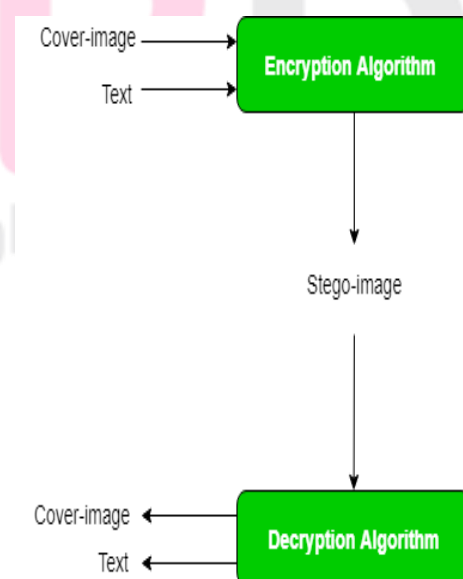 Cover-image
Encryption Algorithm
Text
Stego-image
Cover-image
Decryption Algorithm
Text